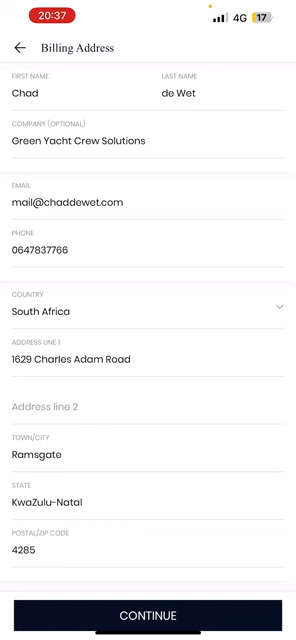 20:37
4G 17
Billing Address
FIRST NAME LAST NAME
Chad de Wet
COMPANY (OPTIONAL)
Green Yacht Crew Solutions
EMAIL
mail@chaddewet.com
PHONE
0647837766
COUNTRY
South Africa
ADDRESS LINE 1
1629 Charles Adam Road
Address line 2
TOWN/CITY
Ramsgate
STATE
KwaZulu-Natal
POSTAL/ZIP CODE
4285
CONTINUE